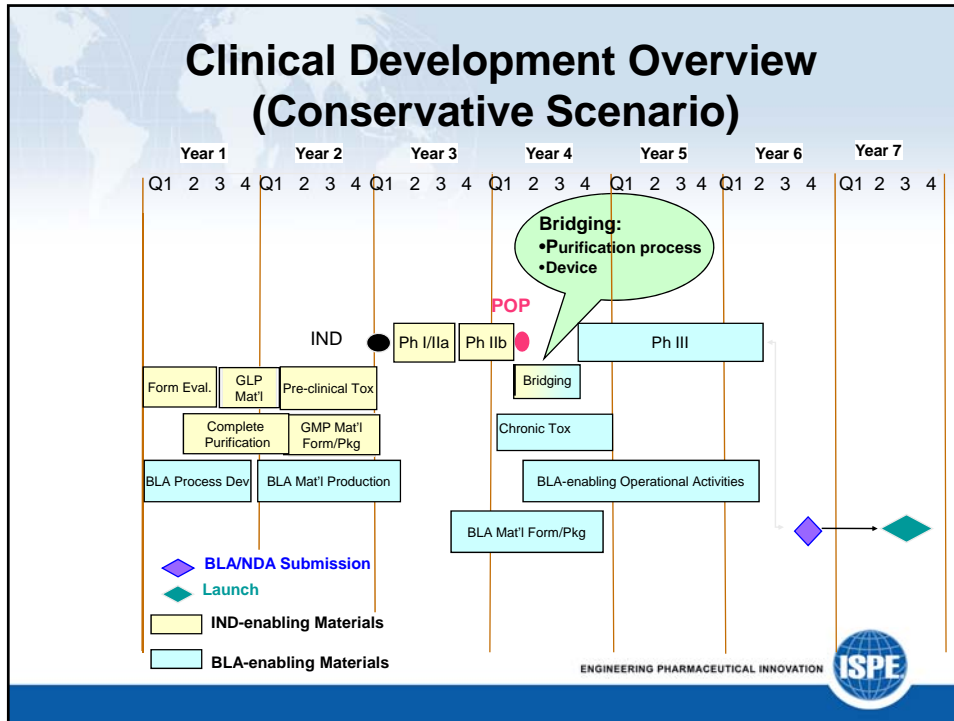 Clinical Development Overview
(Conservative Scenario)
Year 1 Year 2 Year 3 Year 4 Year 5 Year 6 Year 7
Q1 2 3 4 Q1 2 3 4 Q1 2 3 4 Q1 2 3 4 Q1 2 3 4 Q1 2 3 4 Q1 2 3 4
Bridging:
•Purification process
•Device
POP
IND
Ph I/IIa
Ph IIb
Ph III
Form Eval.
GLP
Mat'l
Pre-clinical Tox
Bridging
Complete
Purification
GMP Mat'l
Form/Pkg
Chronic Tox
BLA Process Dev
BLA Mat'l Production
BLA-enabling Operational Activities
BLA Mat'l Form/Pkg
BLA/NDA Submission
Launch
IND-enabling Materials
BLA-enabling Materials
ENGINEERING PHARMACEUTICAL INNOVATION
ISPE